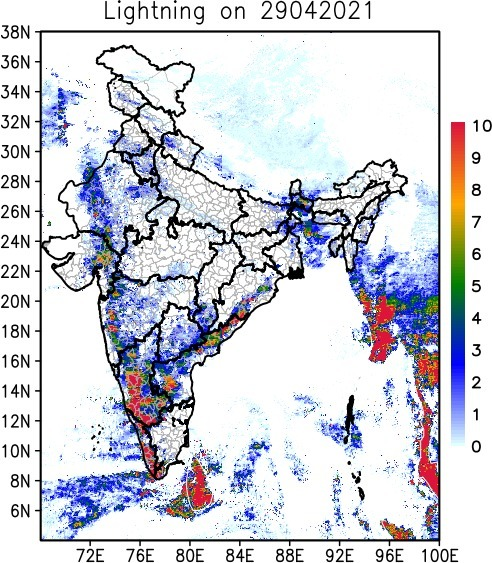 Lightning on 29042021
38N
36N
34N
32N
30N
28N
26N
24N
22N
20N
18N
16N
14N
12N
10N
8N
6N
72E 76E 80E 84E 88E 92E 96E 100E
10
9
8
7
6
5
4
3
2
1
0